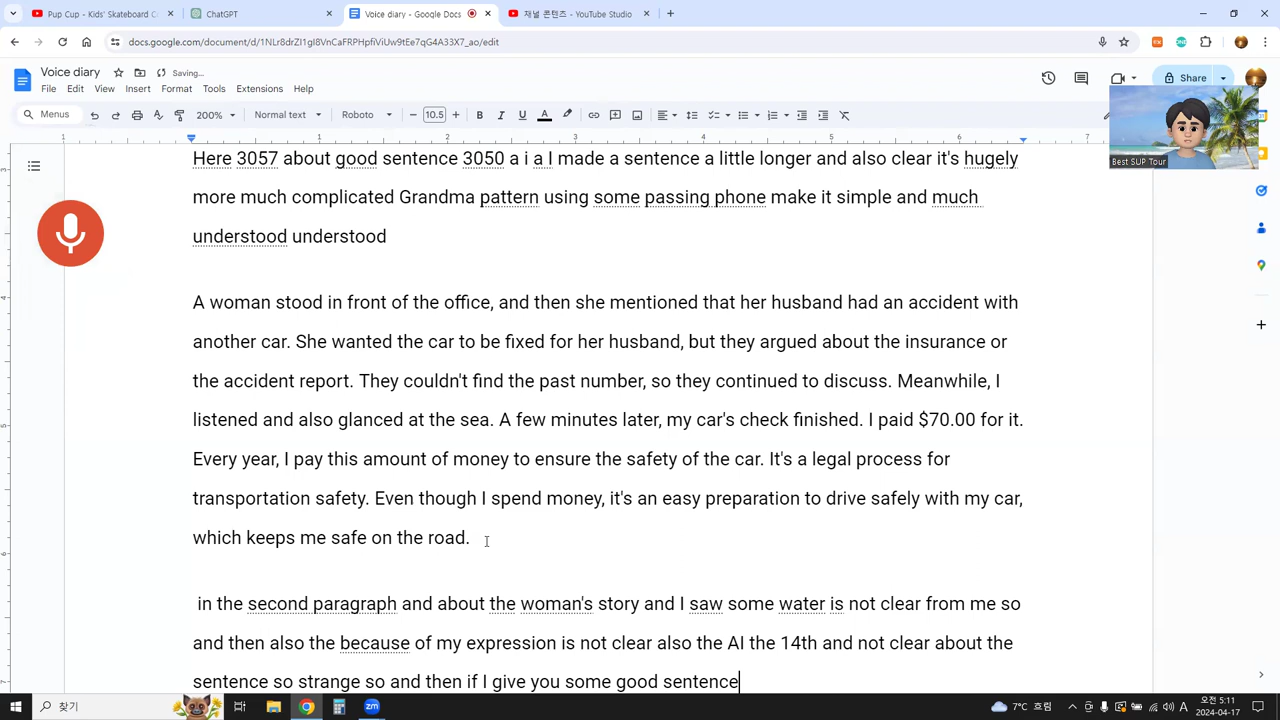 Pup Cup - Kids' Skateboard C
ChatGPT
Voice diary - Google Docs
채널 콘텐츠 - YouTube Studio
docs.google.com/document/d/1NLr8drZI1gI8VnCaFRPHpfiViUw9tEe7qG4A33X7_ao/edit
Voice diary
Saving...
File Edit View Insert Format Tools Extensions Help
Share
Menus
200%
Normal text
Roboto
10.5
1 1 2 3 4 5 6 7
Best SUP Tour
Here 3057 about good sentence 3050 a i a I made a sentence a little longer and also clear it's hugely
more much complicated Grandma pattern using some passing phone make it simple and much
understood understood
A woman stood in front of the office, and then she mentioned that her husband had an accident with
another car. She wanted the car to be fixed for her husband, but they argued about the insurance or
the accident report. They couldn't find the past number, so they continued to discuss. Meanwhile, I
listened and also glanced at the sea. A few minutes later, my car's check finished. I paid $70.00 for it.
Every year, I pay this amount of money to ensure the safety of the car. It's a legal process for
transportation safety. Even though I spend money, it's an easy preparation to drive safely with my car,
which keeps me safe on the road.
in the second paragraph and about the woman's story and I saw some water is not clear from me so
and then also the because of my expression is not clear also the AI the 14th and not clear about the
sentence so strange so and then if I give you some good sentence
찾기
7°C 흐림
A
오전 5:11
2024-04-17